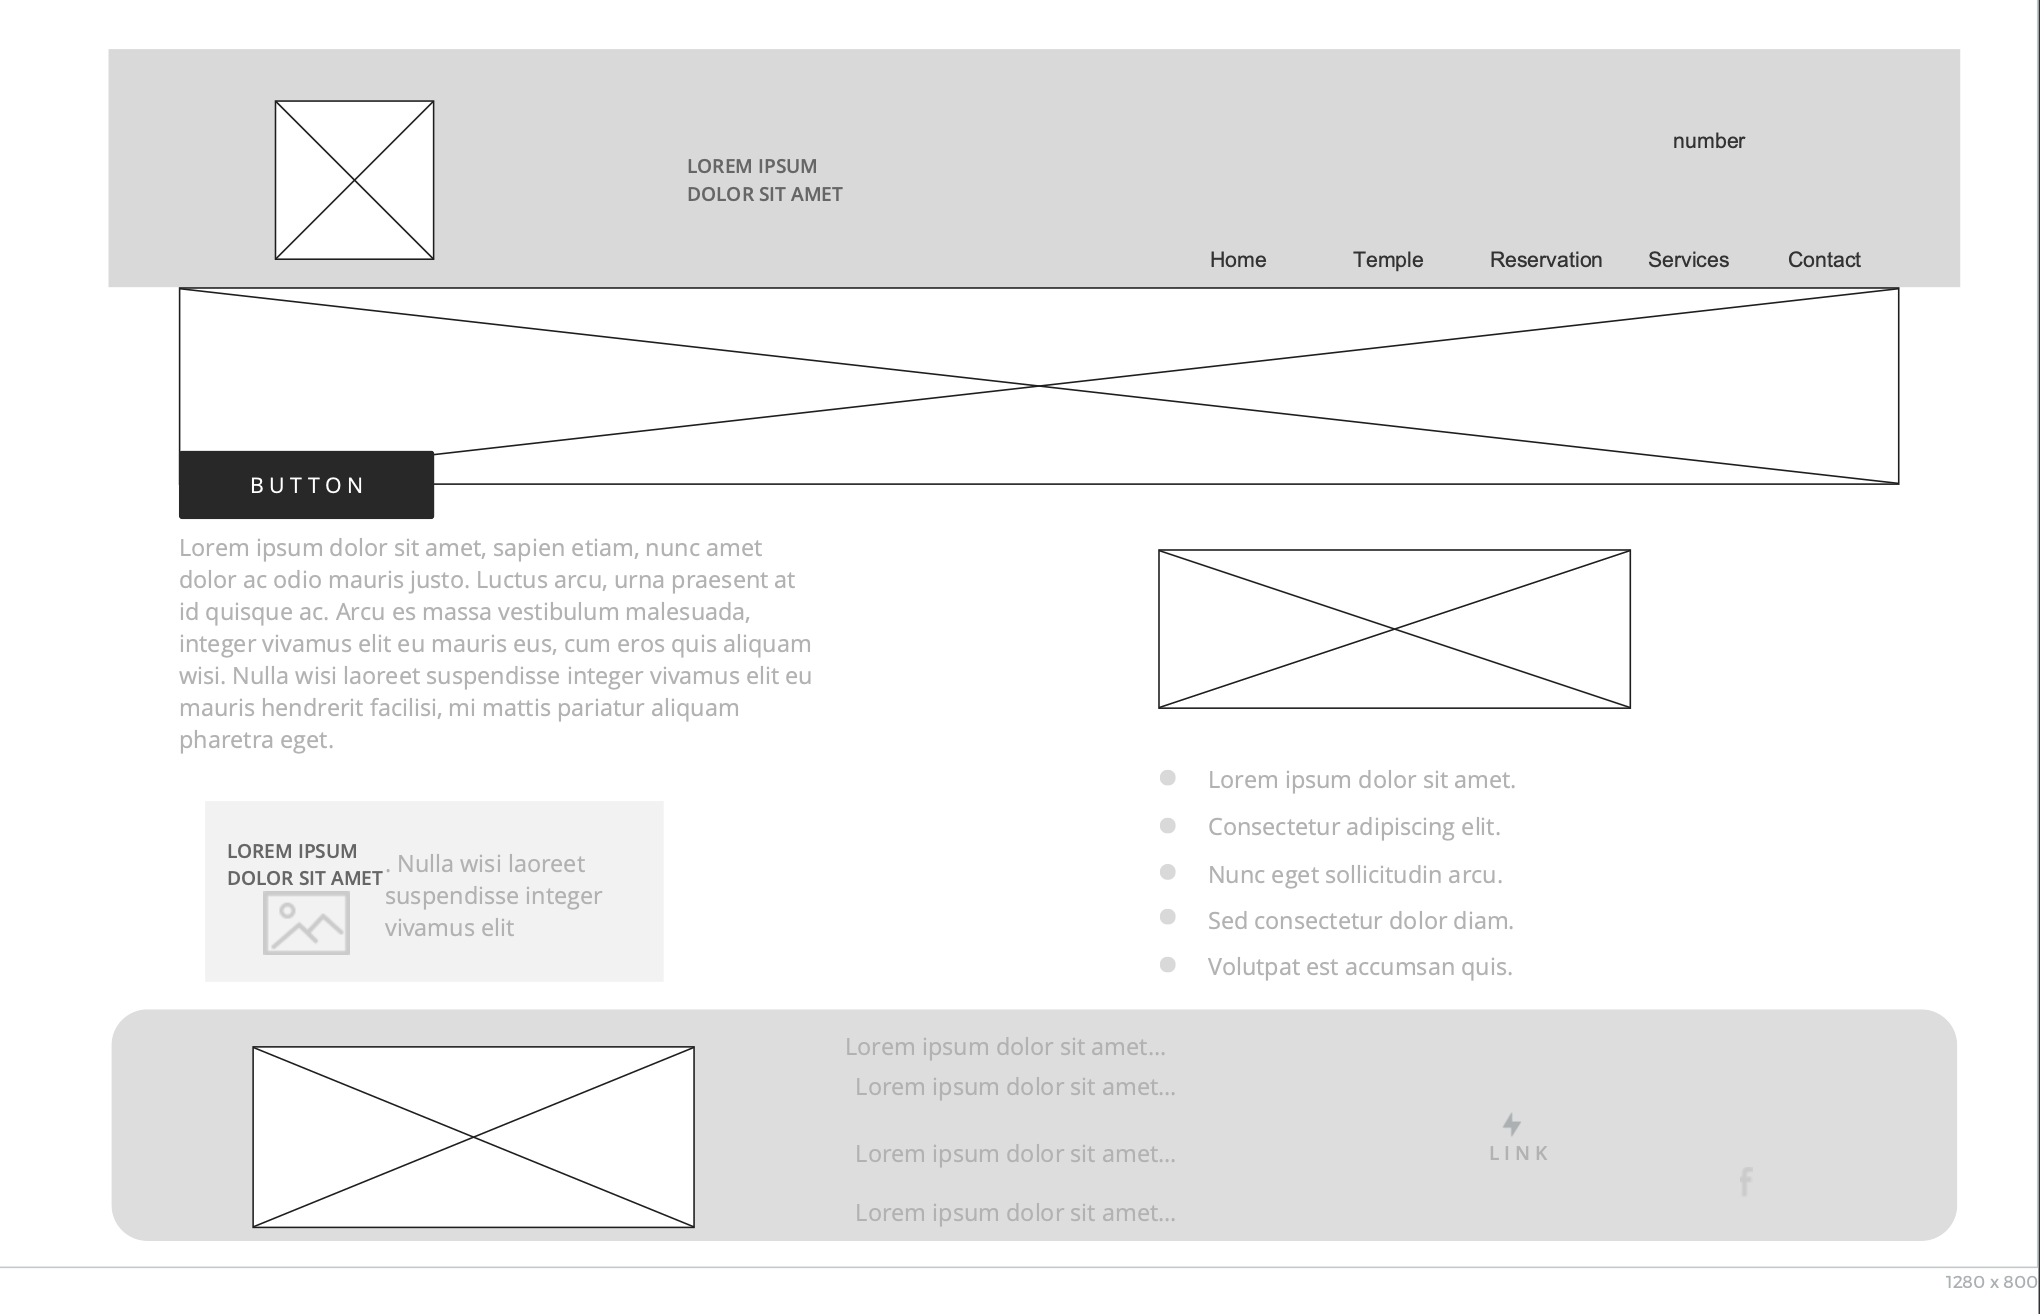 number
LOREM IPSUM
DOLOR SIT AMET
Home Temple Reservation Services Contact
BUTTON
Lorem ipsum dolor sit amet, sapien etiam, nunc amet
dolor ac odio mauris justo. Luctus arcu, urna praesent at
id quisque ac. Arcu es massa vestibulum malesuada,
integer vivamus elit eu mauris eus, cum eros quis aliquam
wisi. Nulla wisi laoreet suspendisse integer vivamus elit eu
mauris hendrerit facilisi, mi mattis pariatur aliquam
pharetra eget.
LOREM IPSUM
DOLOR SIT AMET
. Nulla wisi laoreet
suspendisse integer
vivamus elit
Lorem ipsum dolor sit amet.
Consectetur adipiscing elit.
Nunc eget sollicitudin arcu.
Sed consectetur dolor diam.
Volutpat est accumsan quis.
Lorem ipsum dolor sit amet...
Lorem ipsum dolor sit amet...
Lorem ipsum dolor sit amet...
Lorem ipsum dolor sit amet...
LINK
f
1280 x 800